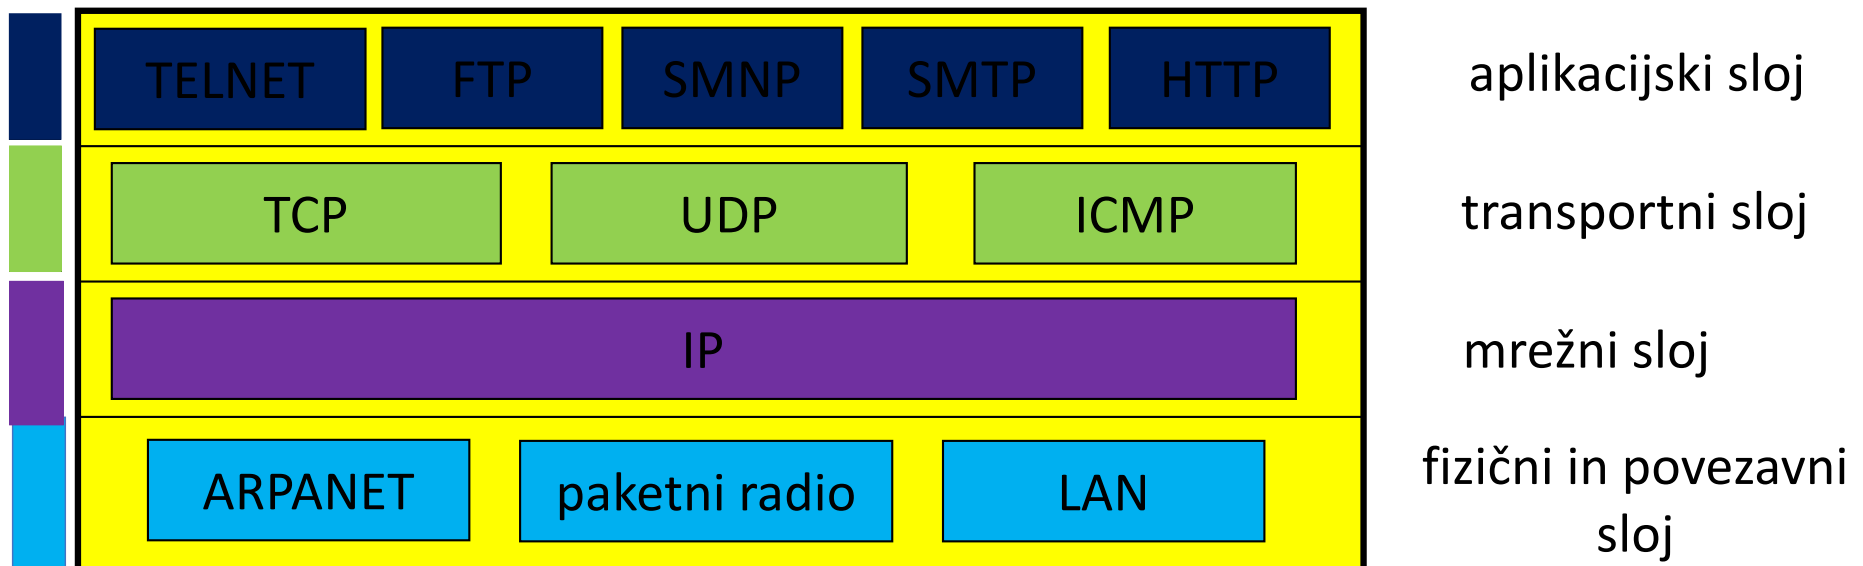 TELNET FTP SMNP SMTP HTTP aplikacijski sloj
TCP UDP ICMP transportni sloj
IP mrežni sloj
ARPANET paketni radio LAN fizični in povezavni
sloj